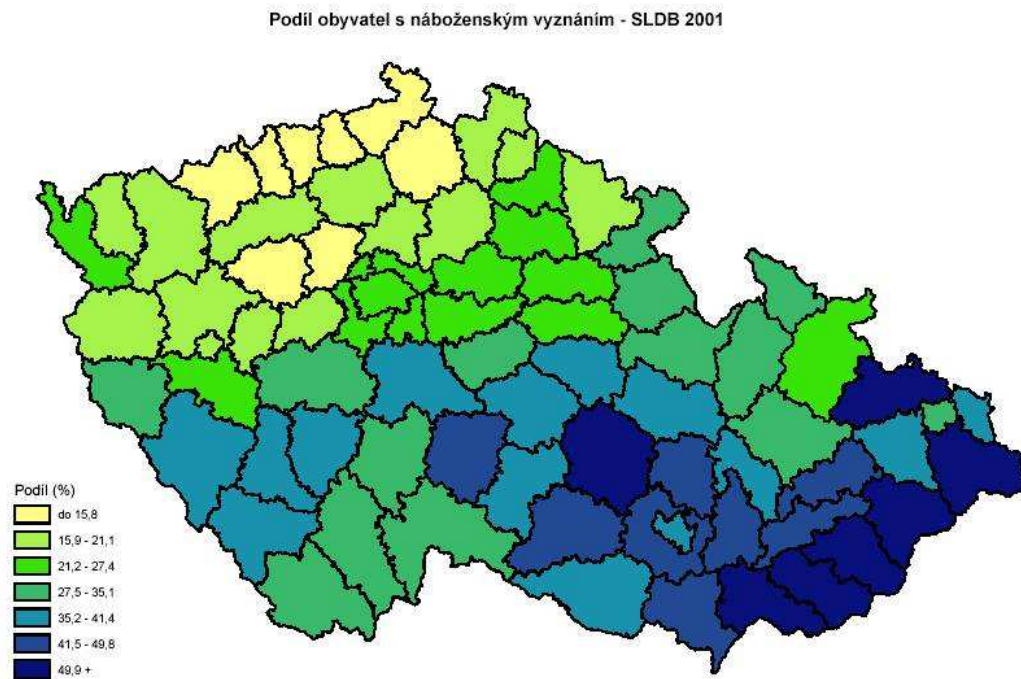 Podíl obyvatel s náboženským vyznáním - SLDB 2001
Podíl (%)
do 15,8
15,9 - 21,1
21,2 - 27,4
27,5 - 35,1
35,2 - 41,4
41,5 - 49,8
49,9 +